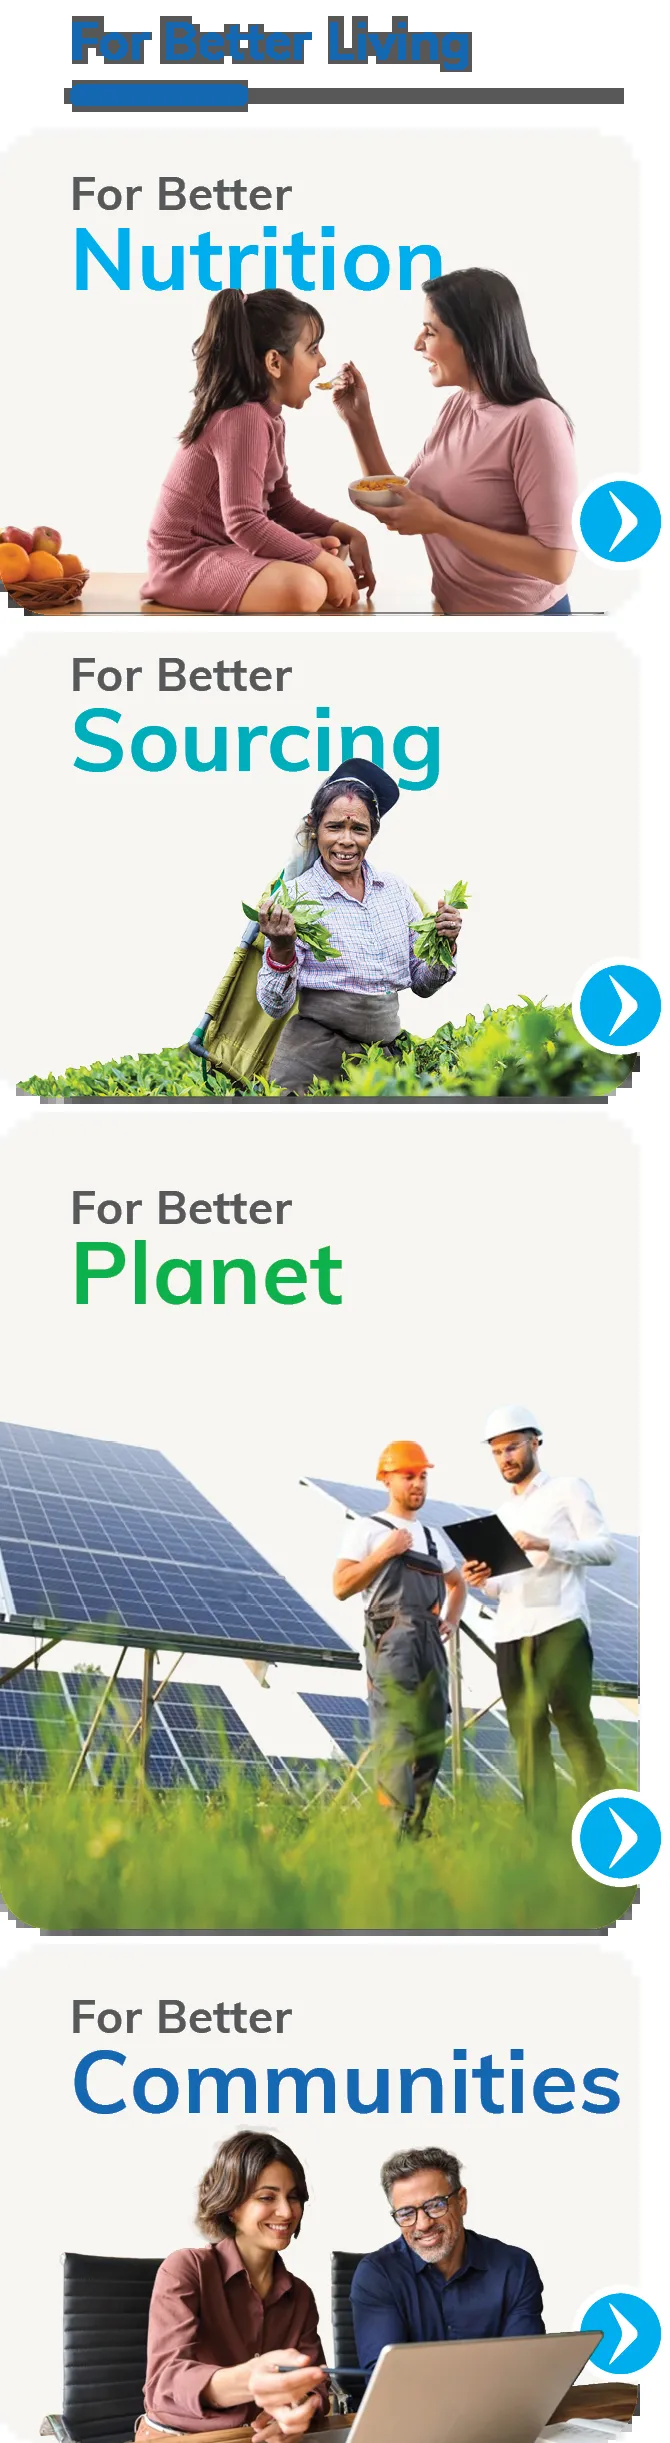 For Better Living
For Better
Nutrition
For Better
Sourcing
For Better
Planet
For Better
Communities